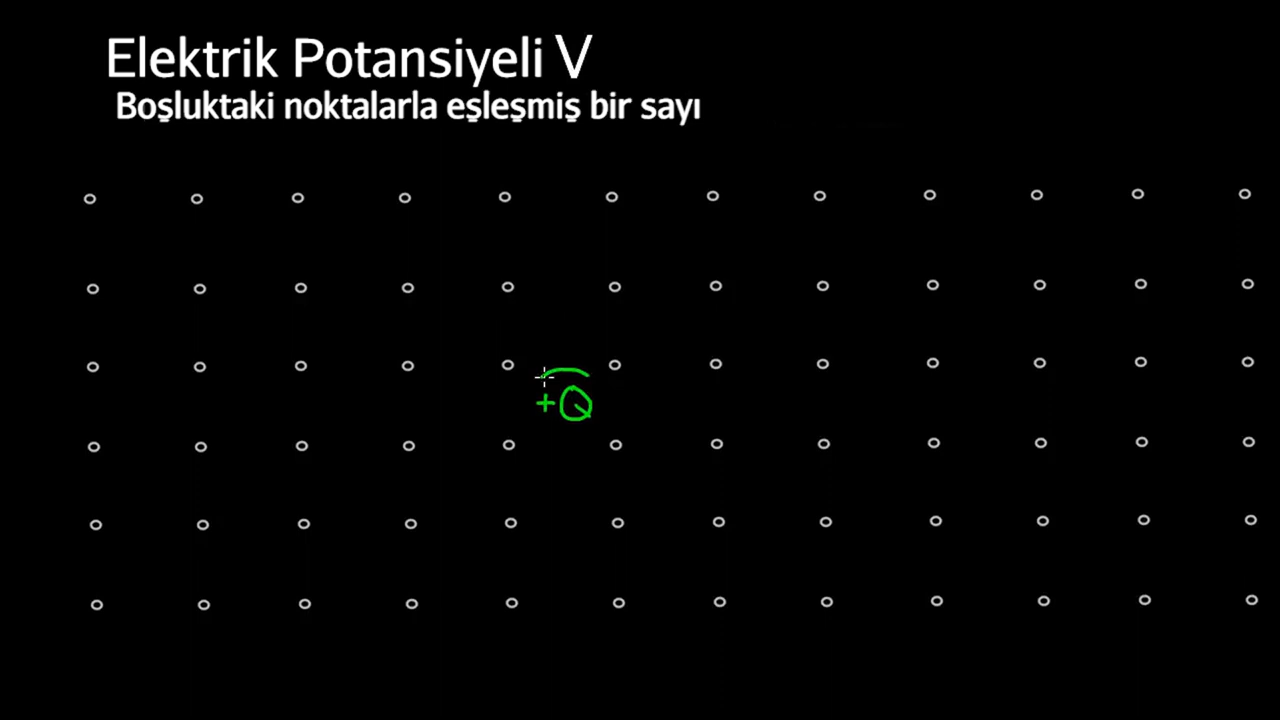 Elektrik Potansiyeli V
Boşluktaki noktalarla eşleşmiş bir sayı
+Q